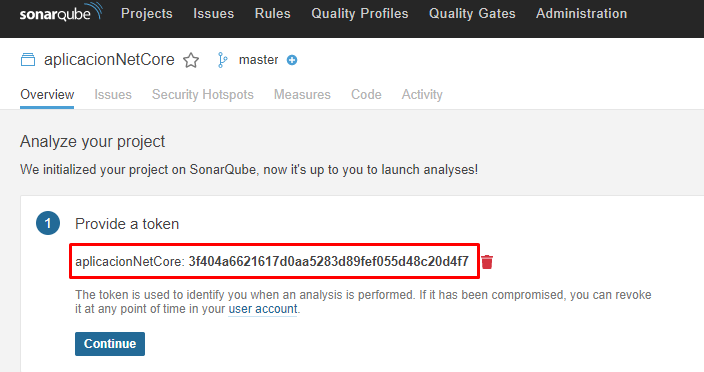 sonarqube Projects Issues Rules Quality Profiles Quality Gates Administration
aplicacionNetCore master
Overview Issues Security Hotspots Measures Code Activity
Analyze your project
We initialized your project on SonarQube, now it's up to you to launch analyses!
1 Provide a token
aplicacionNetCore: 3f404a6621617d0aa5283d89fef055d48c20d4f7
The token is used to identify you when an analysis is performed. If it has been compromised, you can revoke
it at any point of time in your user account.
Continue